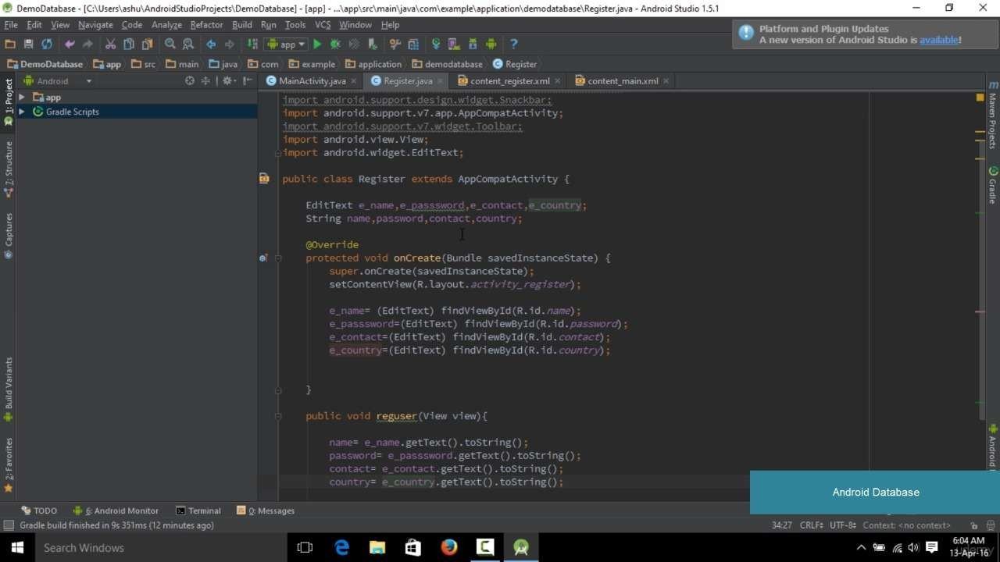 DemoDatabase - [C:\Users\ashu\AndroidStudioProjects\DemoDatabase] - [app] - ...\app\src\main\java\com\example\application\demodatabase\Register.java - Android Studio 1.5.1
File Edit View Navigate Code Analyze Refactor Build Run Tools VCS Window Help
Platform and Plugin Updates
A new version of Android Studio is available!
app
DemoDatabase app src main java com example application demodatabase Register
1: Project
Android
MainActivity.java Register.java content_register.xml content_main.xml
app
Gradle Scripts
7: Structure
Captures
Build Variants
2: Favorites
import android.support.design.widget.Snackbar;
import android.support.v7.app.AppCompatActivity;
import android.support.v7.widget.Toolbar;
import android.view.View;
import android.widget.EditText;
public class Register extends AppCompatActivity {
EditText e_name,e_passsword,e_contact,e_country;
String name,password,contact,country;
@Override
protected void onCreate(Bundle savedInstanceState) {
super.onCreate(savedInstanceState);
setContentView(R.layout.activity_register);
e_name= (EditText) findViewById(R.id.name);
e_passsword=(EditText) findViewById(R.id.password);
e_contact=(EditText) findViewById(R.id.contact);
e_country=(EditText) findViewById(R.id.country);
}
public void reguser(View view){
name= e_name.getText().toString();
password= e_passsword.getText().toString();
contact= e_contact.getText().toString();
country= e_country.getText().toString();
Maven Projects
Gradle
Android
Android Database
TODO 6: Android Monitor Terminal 0: Messages
Gradle build finished in 9s 351ms (12 minutes ago)
34:27 CRLF UTF-8 Context: <no context>
Search Windows
6:04 AM
13-Apr-16
udemy